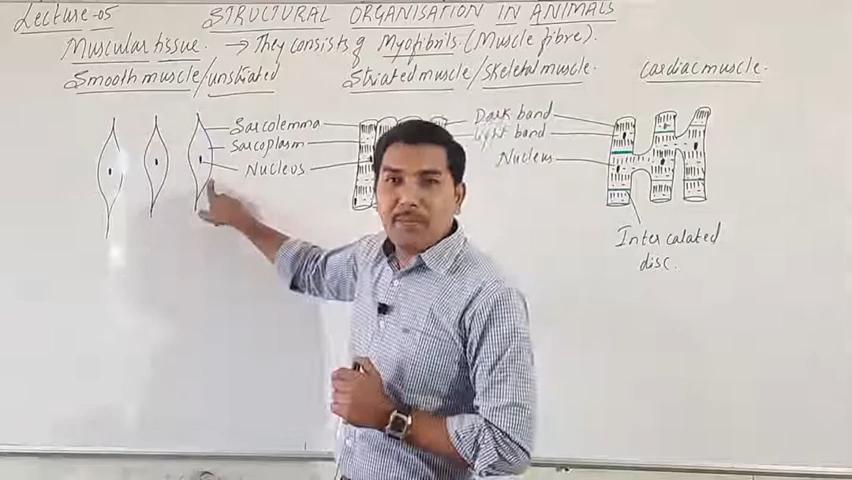 Lecture-05
STRUCTURAL ORGANISATION IN ANIMALS
Muscular tissue. → They consists of Myofibrils. (Muscle fibre).
Smooth muscle/unstriated
Striated muscle/skeletal muscle.
Cardiac muscle.
Sarcolemma
Sarcoplasm
Nucleus
Dark band
light band
Nucleus
Intercalated
disc.